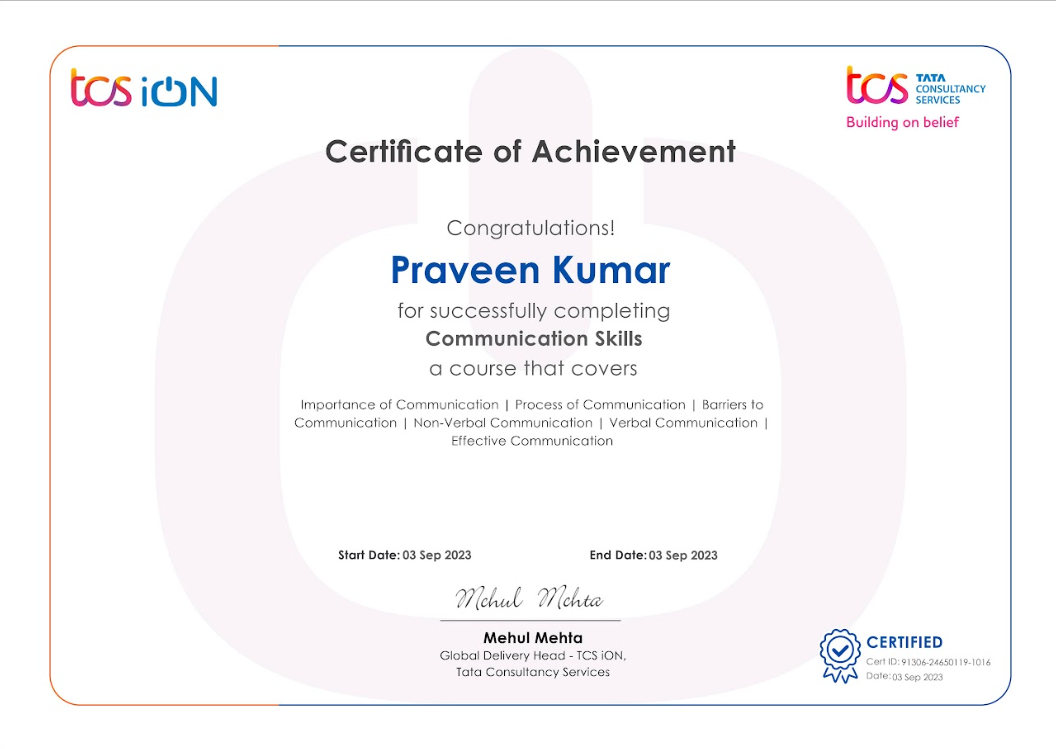 tcs iON
tcs TATA
CONSULTANCY
SERVICES
Building on belief
Certificate of Achievement
Congratulations!
Praveen Kumar
for successfully completing
Communication Skills
a course that covers
Importance of Communication | Process of Communication | Barriers to
Communication | Non-Verbal Communication | Verbal Communication |
Effective Communication
Start Date: 03 Sep 2023 End Date: 03 Sep 2023
Mehul Mehta
Mehul Mehta
Global Delivery Head - TCS iON,
Tata Consultancy Services
CERTIFIED
Cert ID: 91306-24650119-1016
Date: 03 Sep 2023